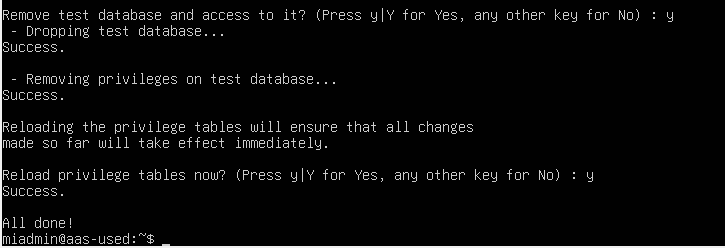 Remove test database and access to it? (Press y|Y for Yes, any other key for No) : y
 - Dropping test database...
Success.

 - Removing privileges on test database...
Success.

Reloading the privilege tables will ensure that all changes
made so far will take effect immediately.

Reload privilege tables now? (Press y|Y for Yes, any other key for No) : y
Success.

All done!
miadmin@aas-used:~$ _